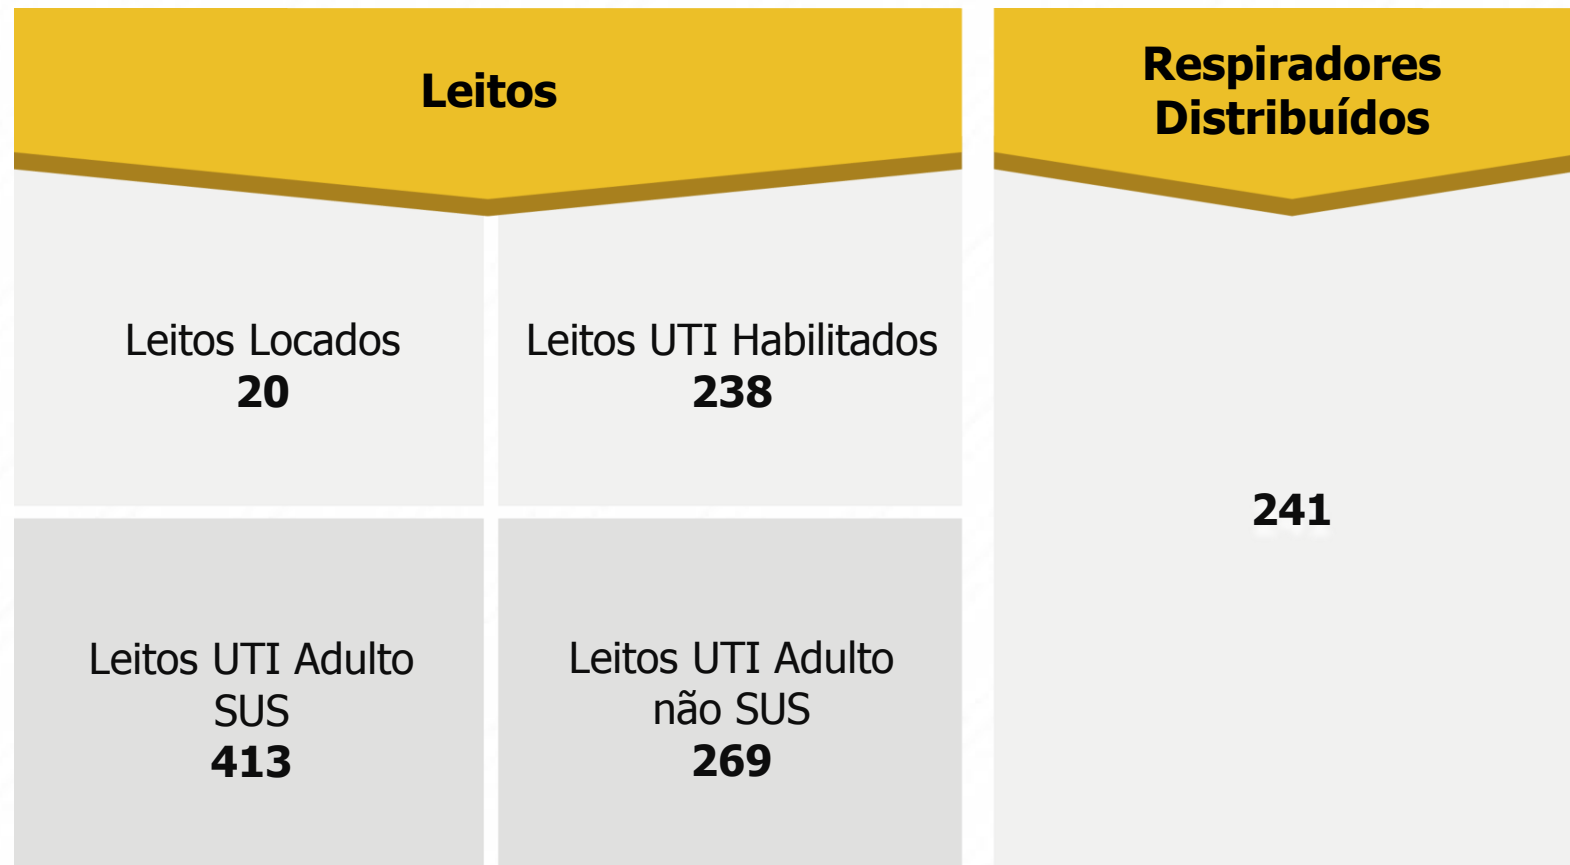 Leitos
Leitos Locados
20
Leitos UTI Habilitados
238
Leitos UTI Adulto
SUS
413
Leitos UTI Adulto
não SUS
269
Respiradores
Distribuídos
241